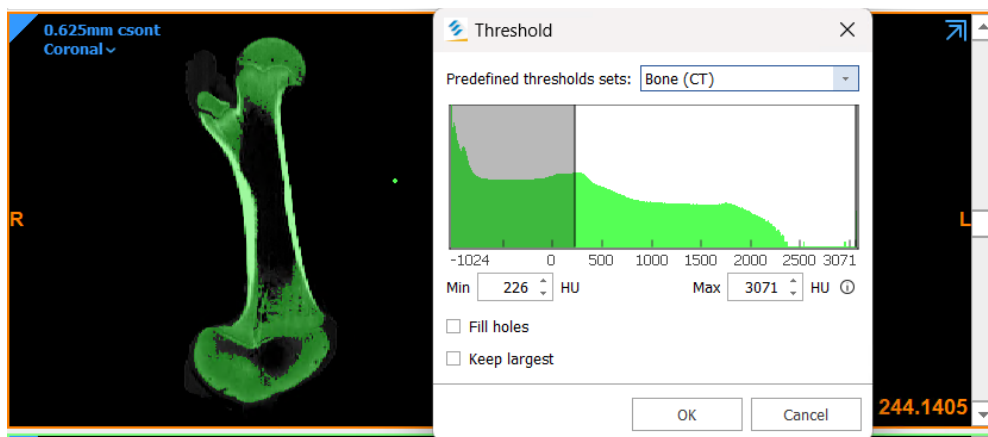 0.625mm csont
Coronal
R
L
244.1405
Threshold
Predefined thresholds sets: Bone (CT)
-1024 0 500 1000 1500 2000 2500 3071
Min 226 HU Max 3071 HU
Fill holes
Keep largest
OK Cancel